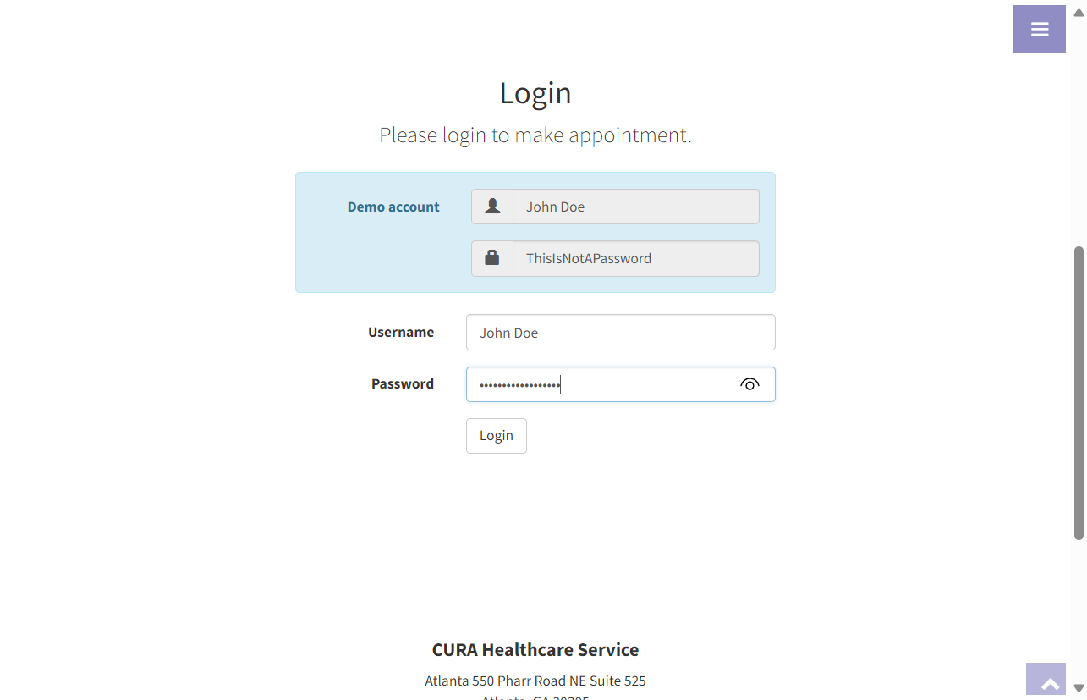 Login
Please login to make appointment.
Demo account
John Doe
ThisIsNotAPassword
Username
John Doe
Password
••••••••••••••••••
Login
CURA Healthcare Service
Atlanta 550 Pharr Road NE Suite 525